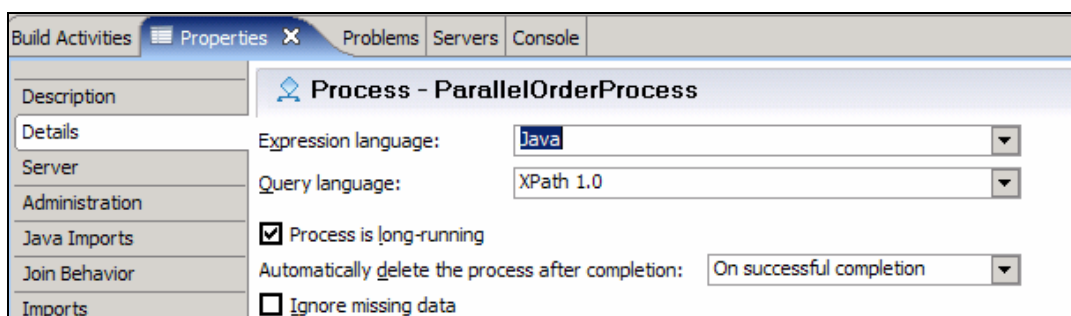 Build Activities Properties Problems Servers Console
Process - ParallelOrderProcess
Description
Details
Expression language: Java
Server
Query language: XPath 1.0
Administration
Java Imports
Process is long-running
Join Behavior
Automatically delete the process after completion: On successful completion
Imports
Ignore missing data